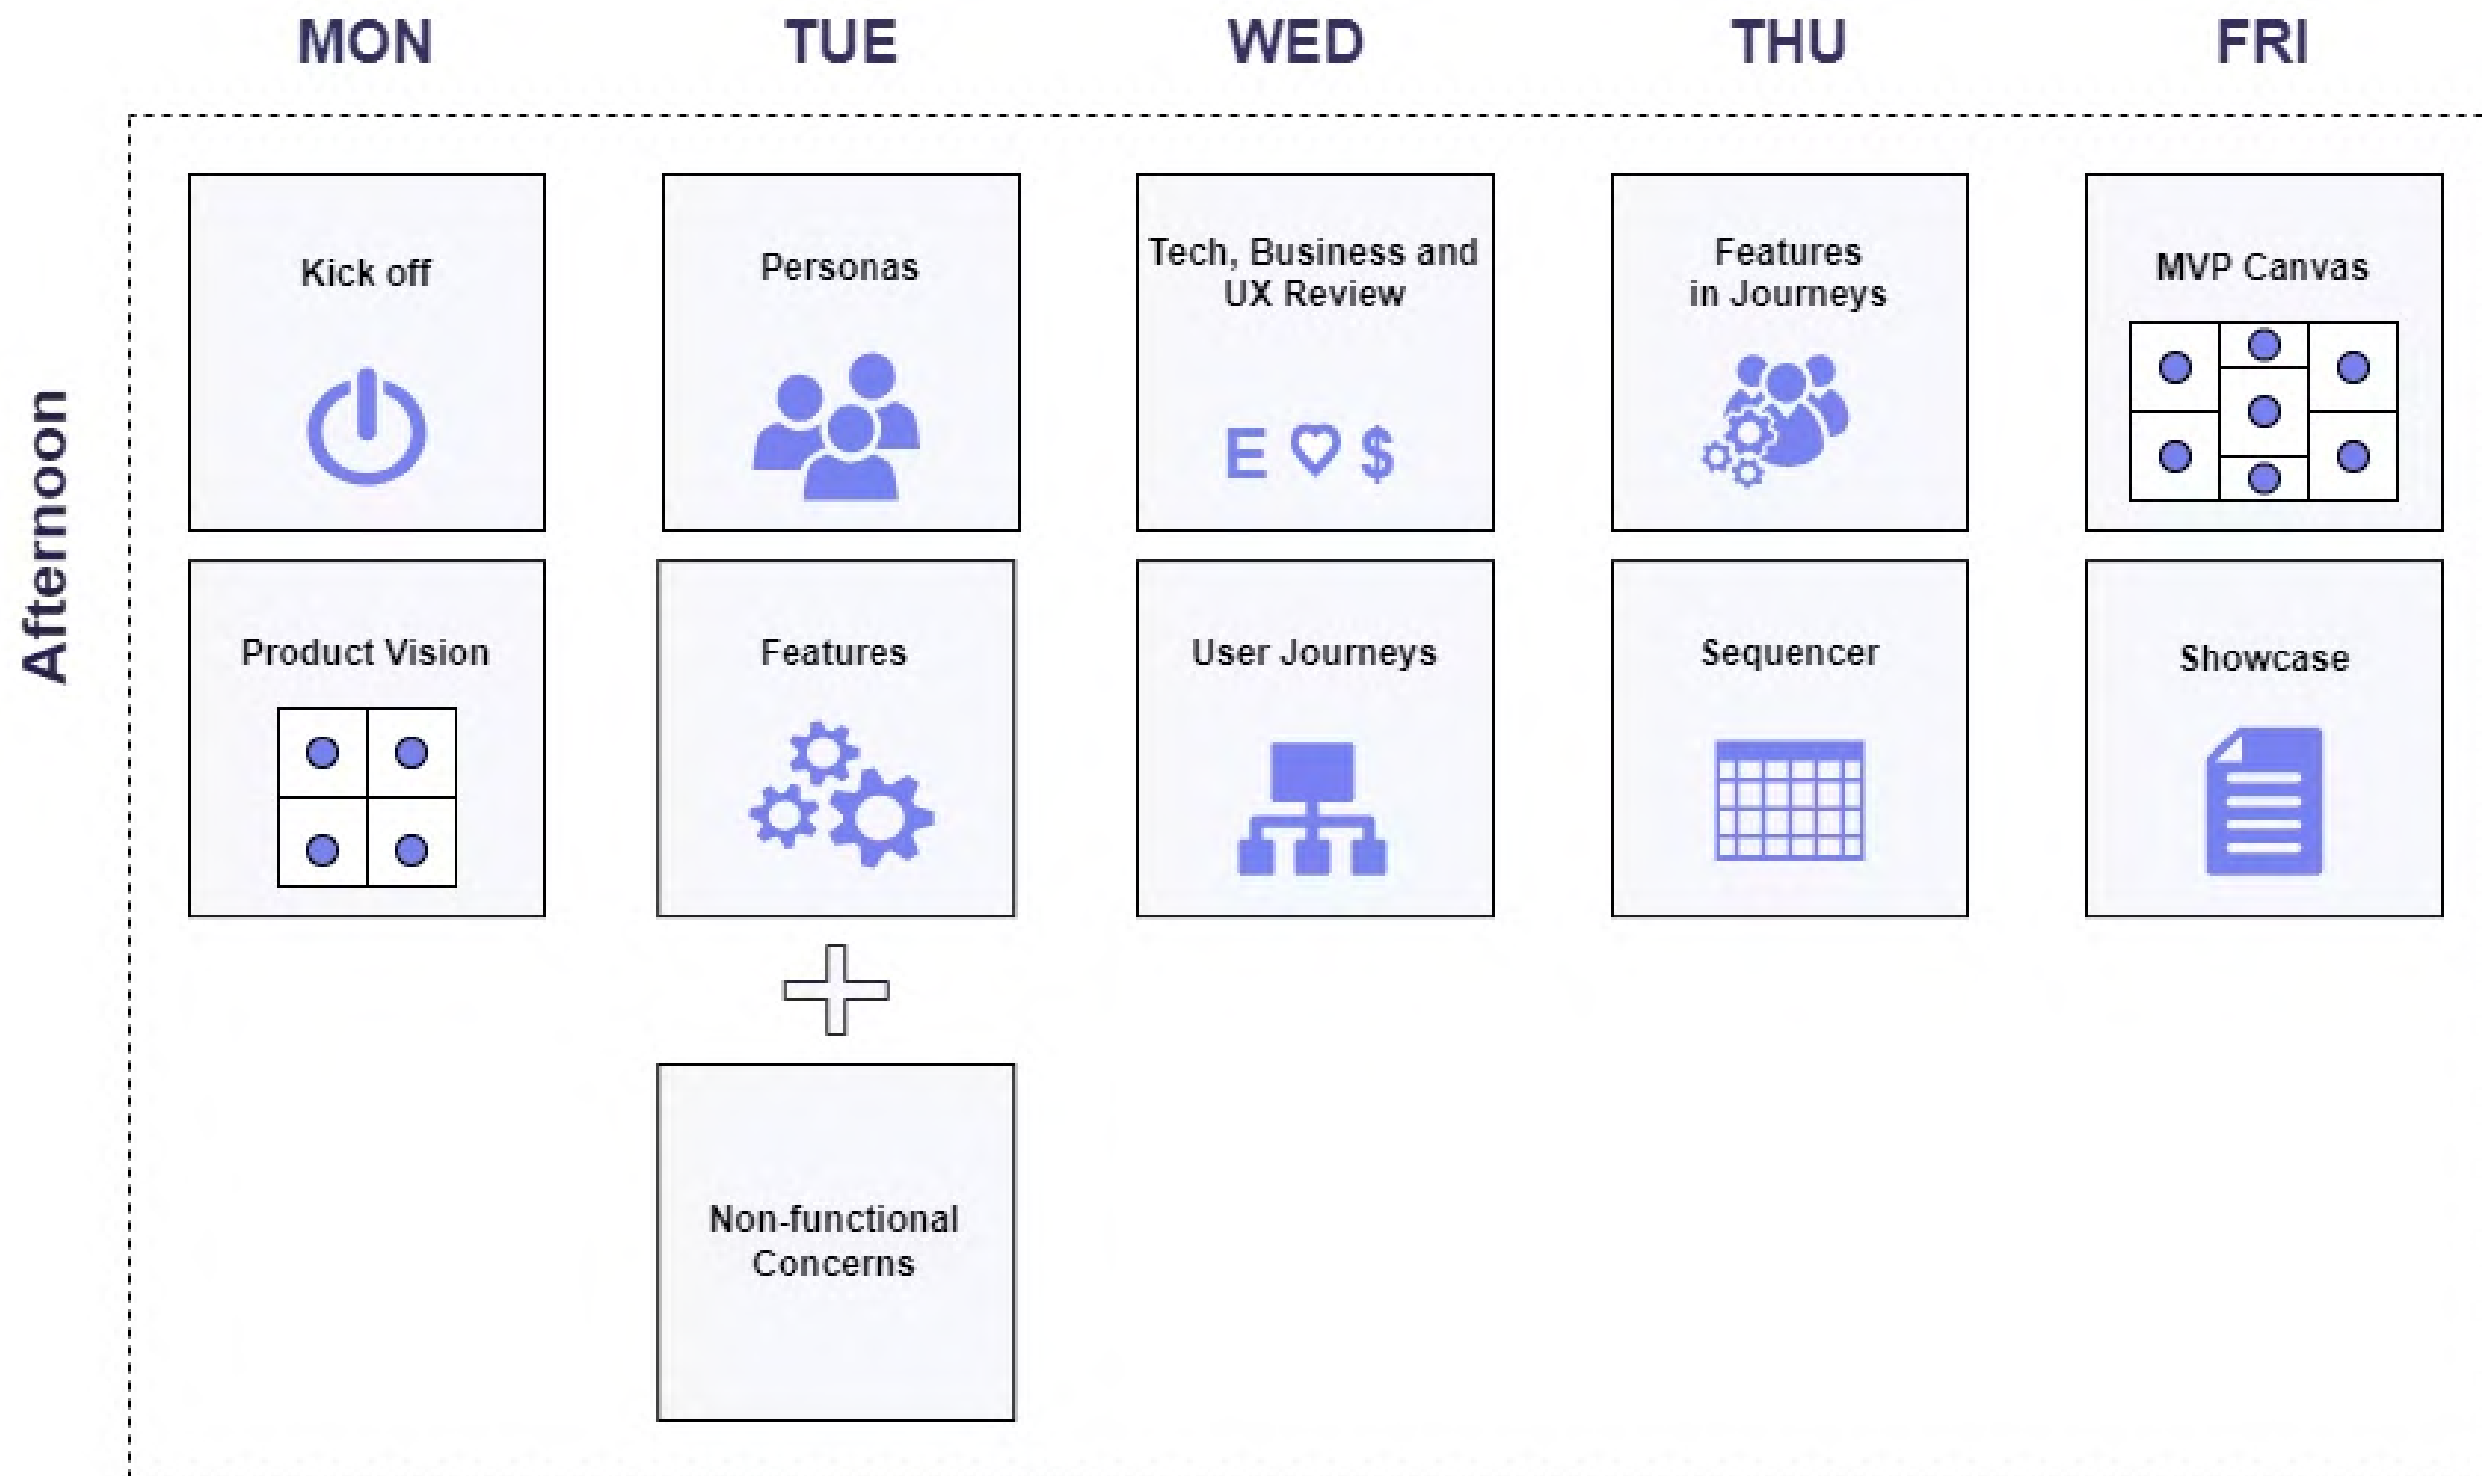 MON
TUE
WED
THU
FRI
Afternoon
Kick off
Personas
Tech, Business and
UX Review
E $
Features
in Journeys
MVP Canvas
Product Vision
Features
User Journeys
Sequencer
Showcase
Non-functional
Concerns